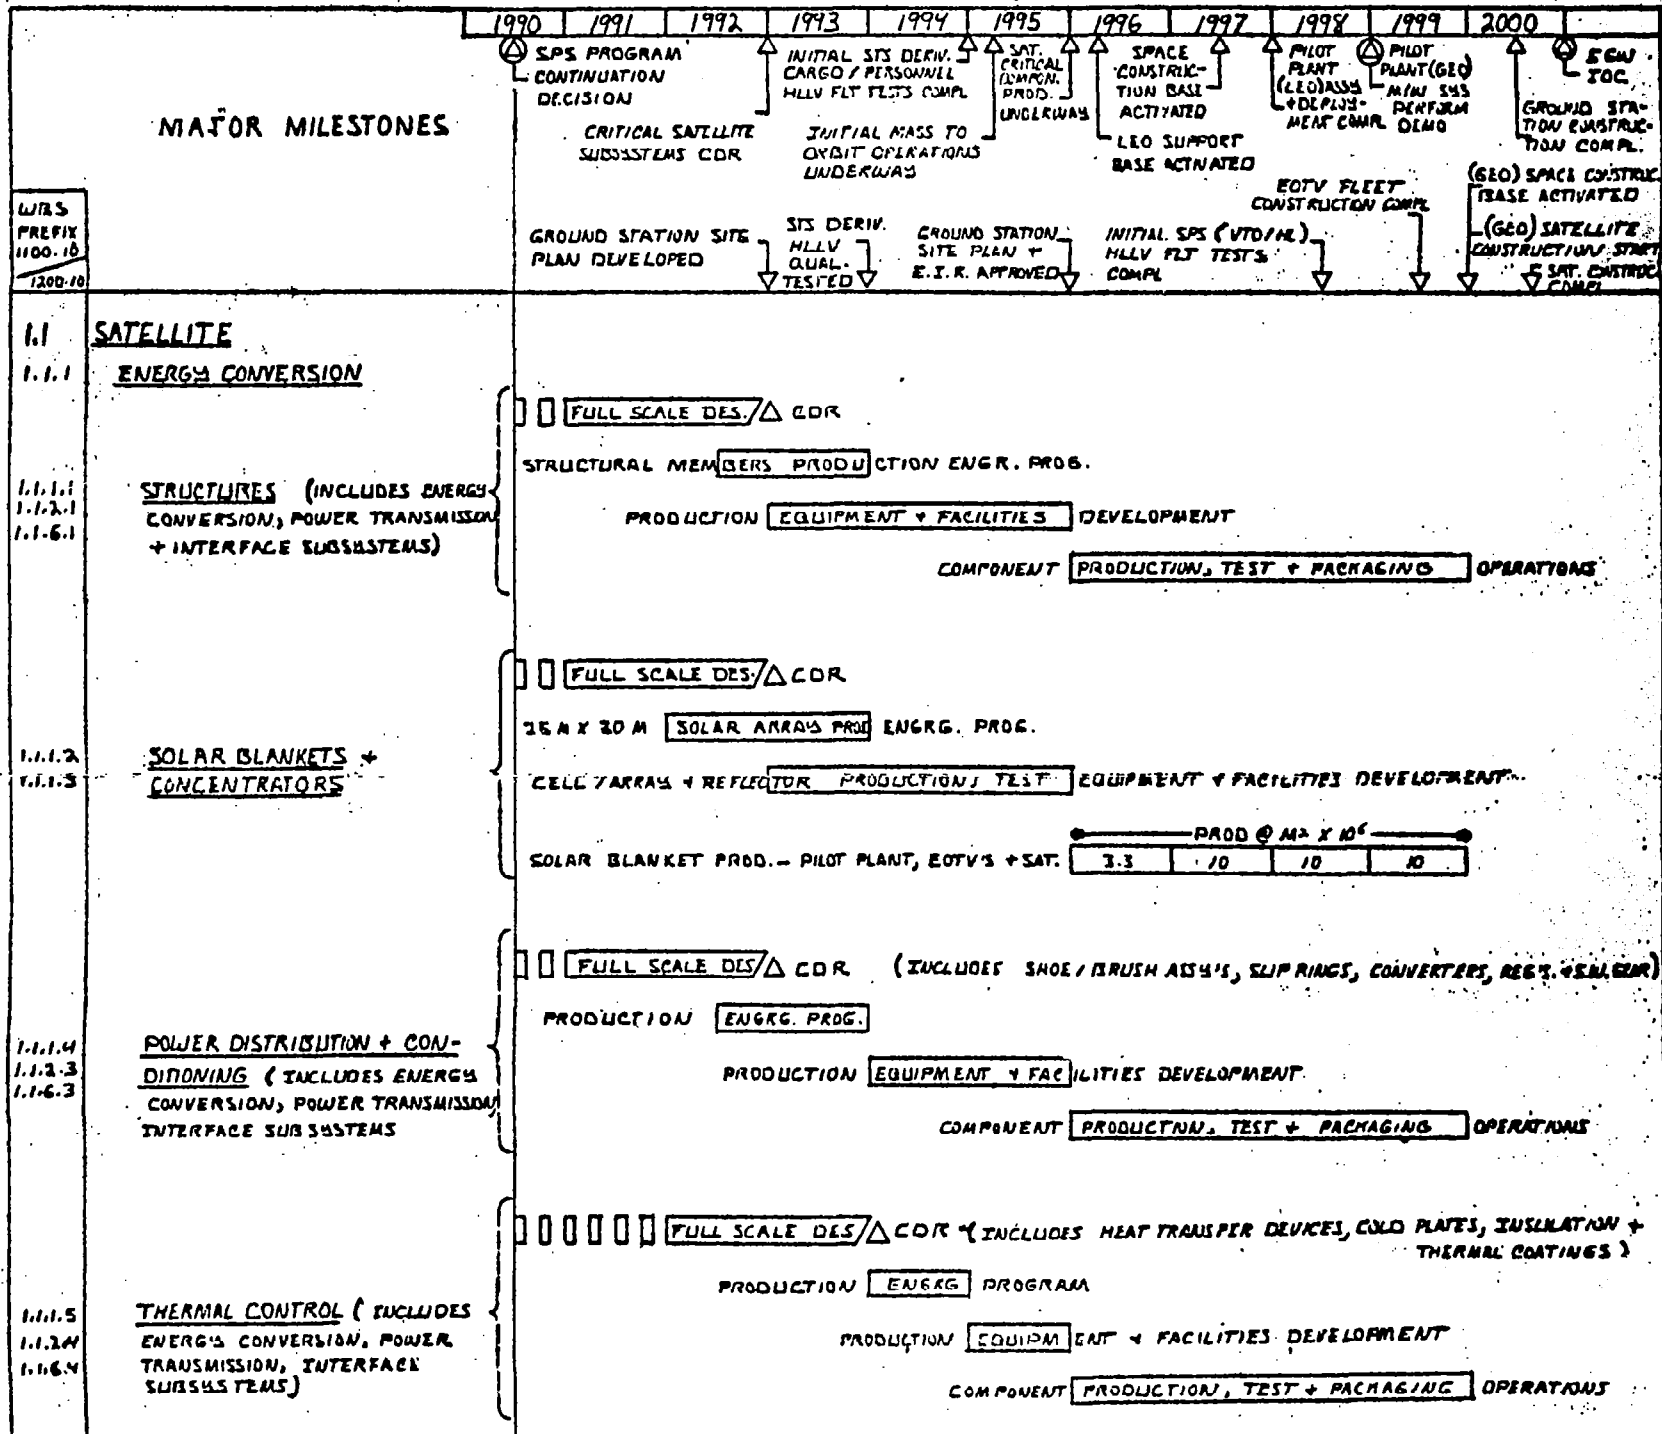 1990 1991 1992 1993 1994 1995 1996 1997 1998 1999 2000
MAJOR MILESTONES
SPS PROGRAM
CONTINUATION
DECISION
CRITICAL SATELLITE
SUBSYSTEMS CDR
INITIAL STS DERIV.
CARGO / PERSONNEL
HLLV FLT TESTS COMPL
INITIAL MASS TO
ORBIT OPERATIONS
UNDERWAY
SAT.
CRITICAL
COMPON.
PROD.
UNDERWAY
SPACE
CONSTRUC-
TION BASE
ACTIVATED
LEO SUPPORT
BASE ACTIVATED
PILOT
PLANT
(LEO) ASSY
+ DEPLOY-
MENT COMPL
PILOT
PLANT (GEO)
MW SYS
PERFORM
DEMO
5 GW
IOC
GROUND STA-
TION CONSTRUC-
TION COMPL.
WBS
PREFIX
1100-10
1200-10
GROUND STATION SITE
PLAN DEVELOPED
STS DERIV.
HLLV
QUAL.
TESTED
GROUND STATION
SITE PLAN +
E.I.R. APPROVED
INITIAL SPS (VTO/HL)
HLLV FLT TESTS
COMPL
EOTV FLEET
CONSTRUCTION COMPL
(GEO) SPACE CONSTRUC.
BASE ACTIVATED
(GEO) SATELLITE
CONSTRUCTION START
SAT. CONSTRUC.
COMPL
1.1 SATELLITE
1.1.1 ENERGY CONVERSION
1.1.1.1
1.1.2.1
1.1.6.1
STRUCTURES (INCLUDES ENERGY
CONVERSION, POWER TRANSMISSON
+ INTERFACE SUBSYSTEMS)
FULL SCALE DES. CDR
STRUCTURAL MEMBERS PRODUCTION ENGR. PROG.
PRODUCTION EQUIPMENT + FACILITIES DEVELOPMENT
COMPONENT PRODUCTION, TEST + PACKAGING OPERATIONS
1.1.1.2
1.1.1.3
SOLAR BLANKETS +
CONCENTRATORS
FULL SCALE DES. CDR
25 M X 20 M SOLAR ARRAY PROD ENGRG. PROG.
CELL / ARRAY + REFLECTOR PRODUCTION, TEST EQUIPMENT + FACILITIES DEVELOPMENT
PROD @ M2 X 10⁶
SOLAR BLANKET PROD. - PILOT PLANT, EOTV'S + SAT. 3.3 10 10 10
1.1.1.4
1.1.2.3
1.1.6.3
POWER DISTRIBUTION + CON-
DITIONING (INCLUDES ENERGY
CONVERSION, POWER TRANSMISSON
INTERFACE SUBSYSTEMS
FULL SCALE DES CDR (INCLUDES SHOE / BRUSH ASSY'S, SLIP RINGS, CONVERTERS, REG'S. + SW. GEAR)
PRODUCTION ENGRG. PROG.
PRODUCTION EQUIPMENT + FACILITIES DEVELOPMENT
COMPONENT PRODUCTNN, TEST + PACKAGING OPERATIONS
1.1.1.5
1.1.2.4
1.1.6.4
THERMAL CONTROL (INCLUDES
ENERGY CONVERSION, POWER
TRANSMISSION, INTERFACE
SUBSYSTEMS)
FULL SCALE DES CDR (INCLUDES HEAT TRANSFER DEVICES, COLD PLATES, INSULATION +
THERMAL COATINGS)
PRODUCTION ENGRG PROGRAM
PRODUCTION EQUIPMENT + FACILITIES DEVELOPMENT
COMPONENT PRODUCTION, TEST + PACKAGING OPERATIONS